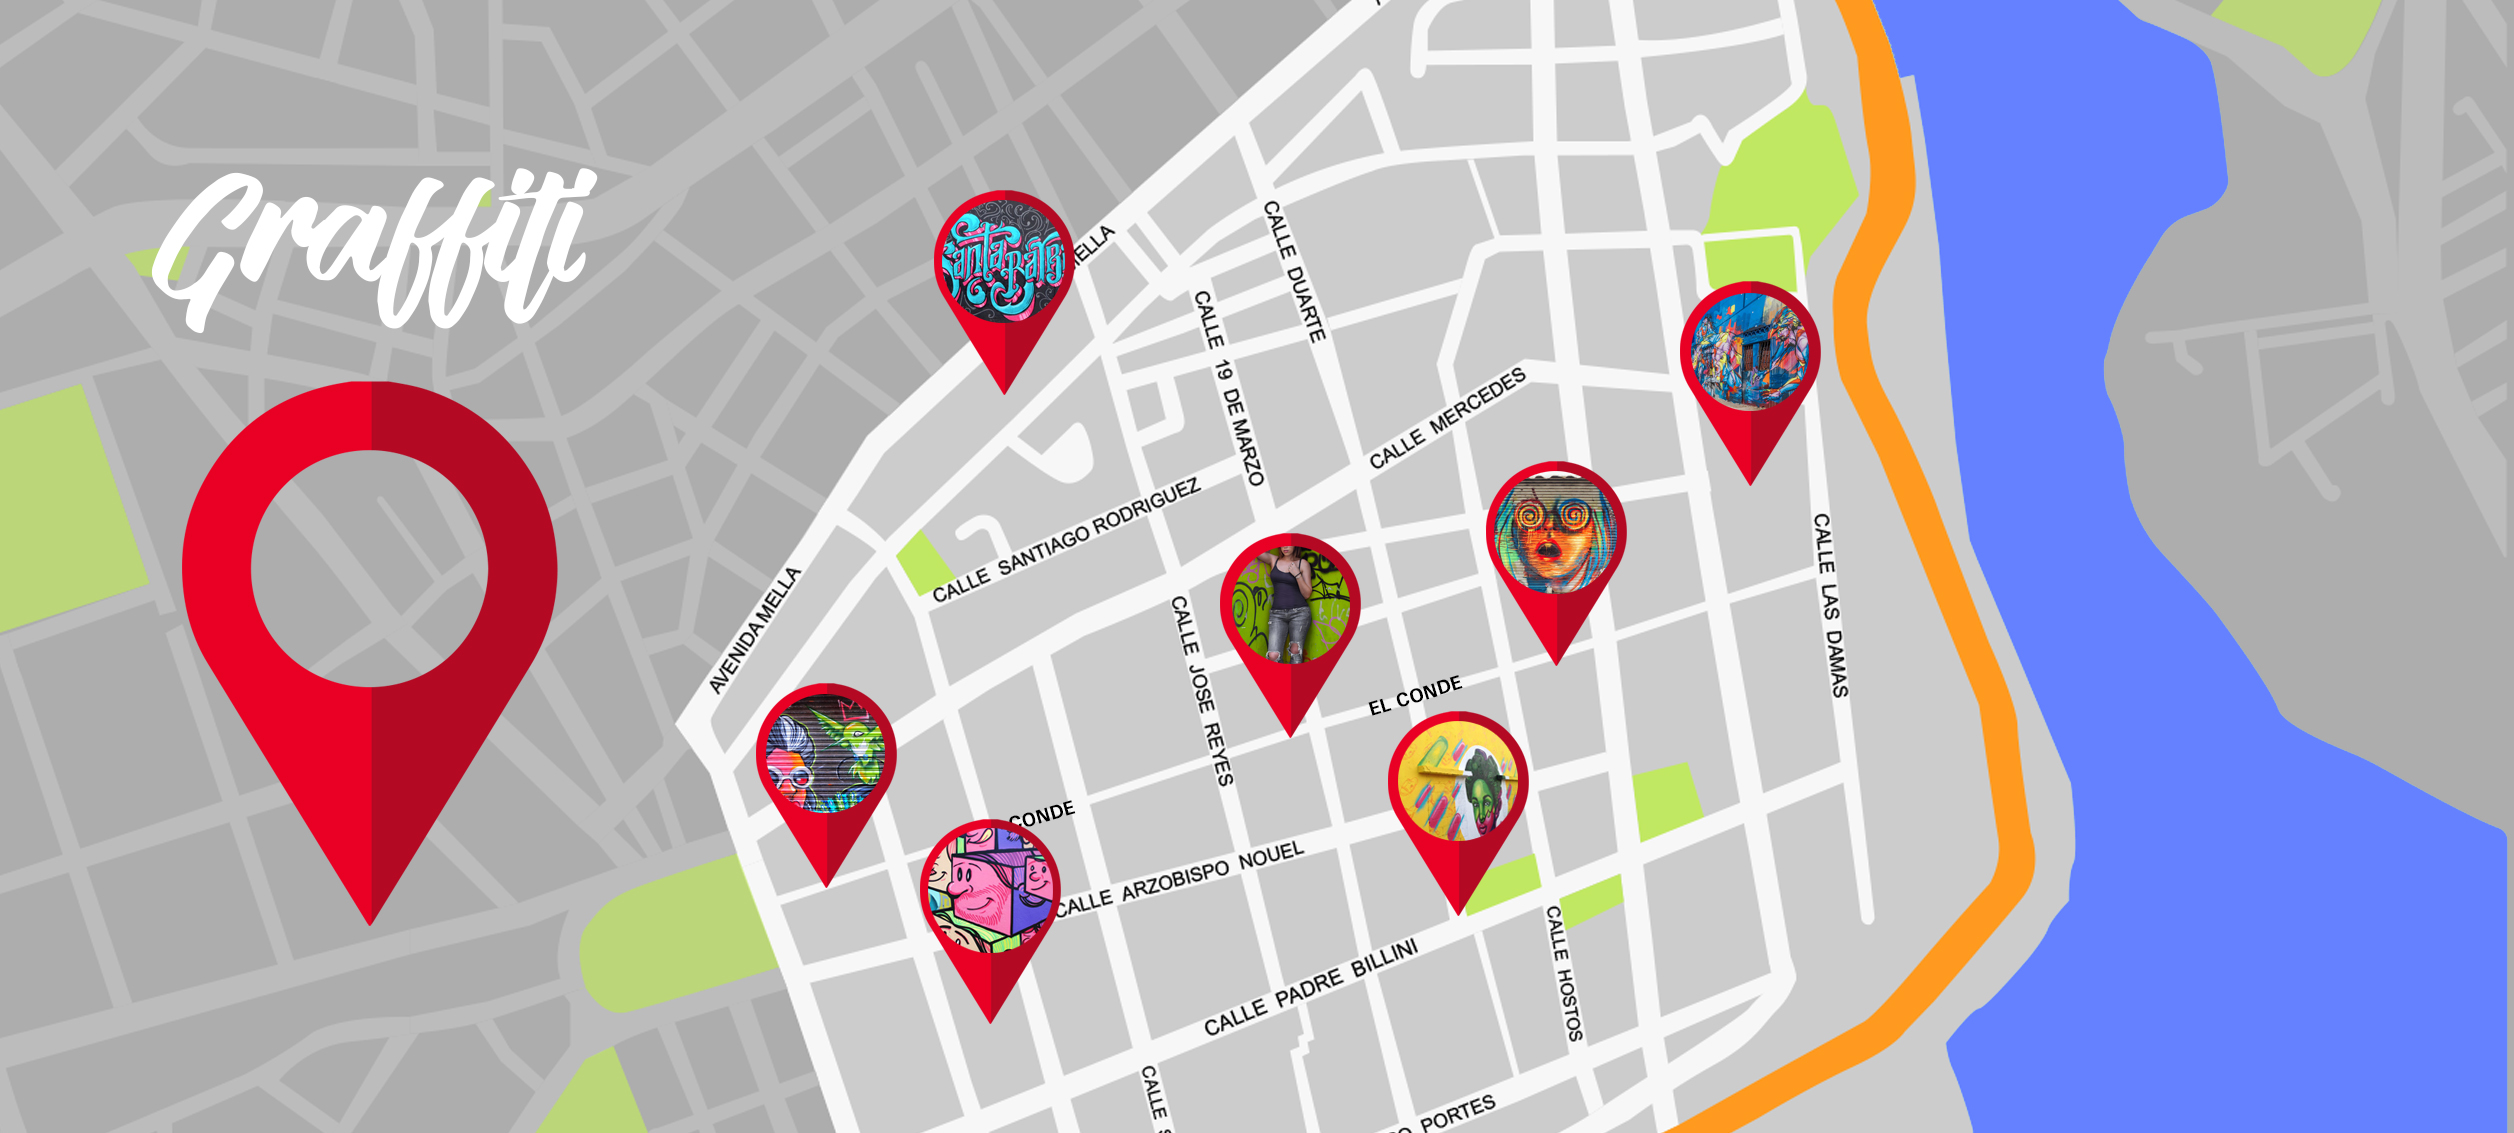 Graffiti
MELLA
CALLE DUARTE
CALLE 19 DE MARZO
CALLE MERCEDES
CALLE SANTIAGO RODRIGUEZ
AVENIDA MELLA
CALLE LAS DAMAS
CALLE JOSE REYES
EL CONDE
CONDE
CALLE ARZOBISPO NOUEL
CALLE HOSTOS
CALLE PADRE BILLINI
CALLE
PORTES